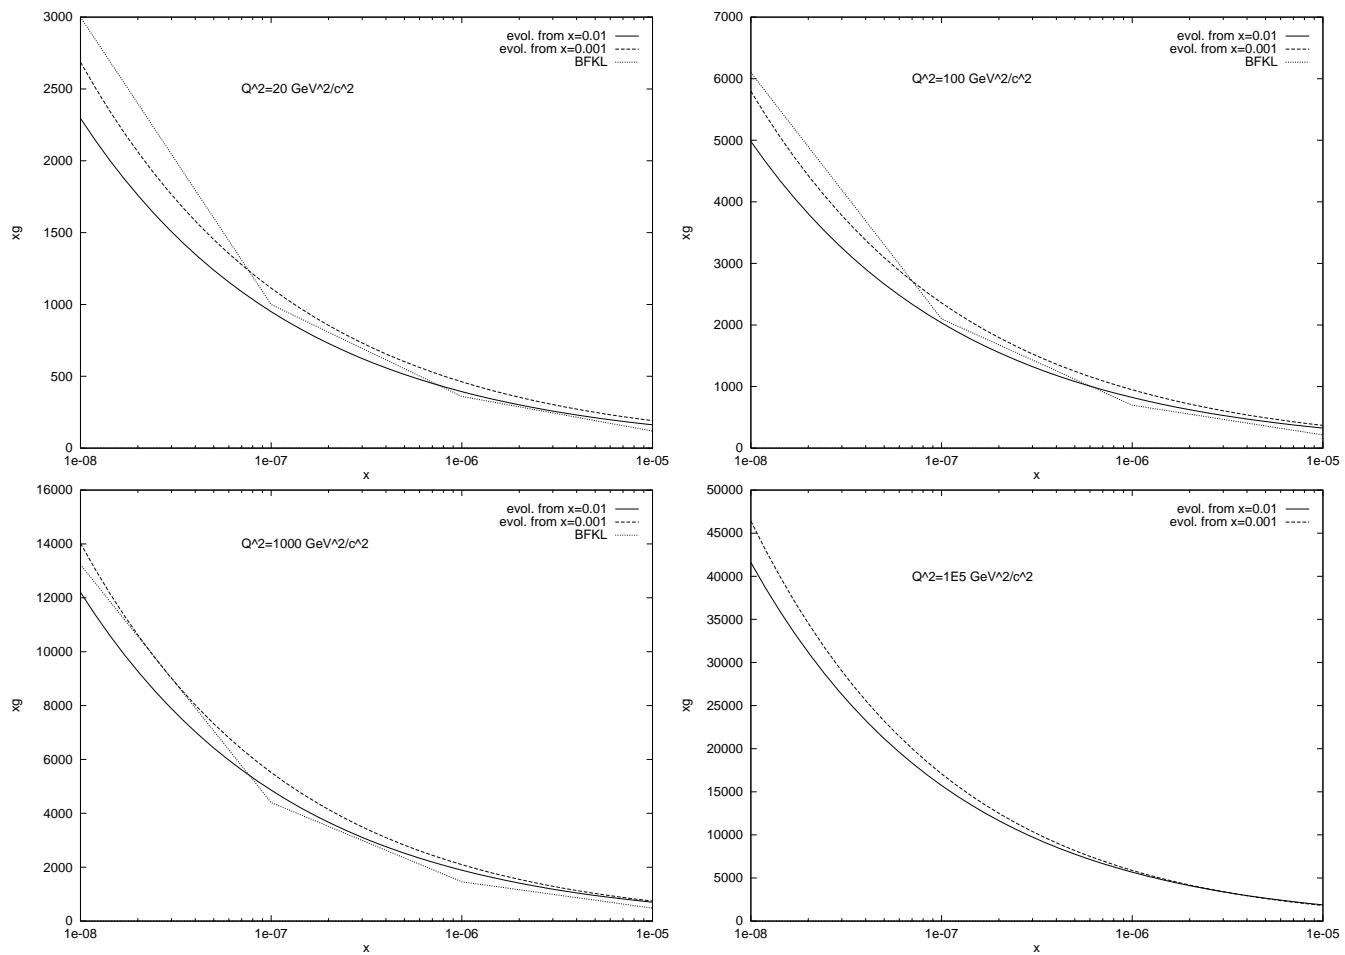 3000
2500
2000
1500
1000
500
0
xg
evol. from x=0.01
evol. from x=0.001
BFKL
Q^2=20 GeV^2/c^2
1e-08 1e-07 1e-06 1e-05
x
7000
6000
5000
4000
3000
2000
1000
0
xg
evol. from x=0.01
evol. from x=0.001
BFKL
Q^2=100 GeV^2/c^2
1e-08 1e-07 1e-06 1e-05
x
16000
14000
12000
10000
8000
6000
4000
2000
0
xg
evol. from x=0.01
evol. from x=0.001
BFKL
Q^2=1000 GeV^2/c^2
1e-08 1e-07 1e-06 1e-05
x
50000
45000
40000
35000
30000
25000
20000
15000
10000
5000
0
xg
evol. from x=0.01
evol. from x=0.001
Q^2=1E5 GeV^2/c^2
1e-08 1e-07 1e-06 1e-05
x